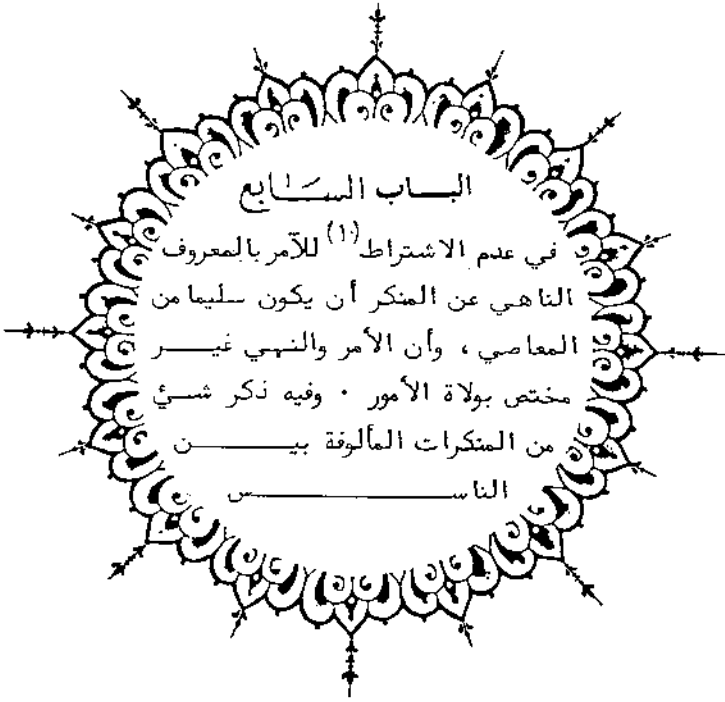 الباب السابع
في عدم الاشتراط (١) للآمر بالمعروف
الناهي عن المنكر أن يكون سليما من
المعاصي ، وأن الأمر والنهي غير
مختص بولاة الأمور . وفيه ذكر شئ
من المنكرات المألوفة بين
الناس